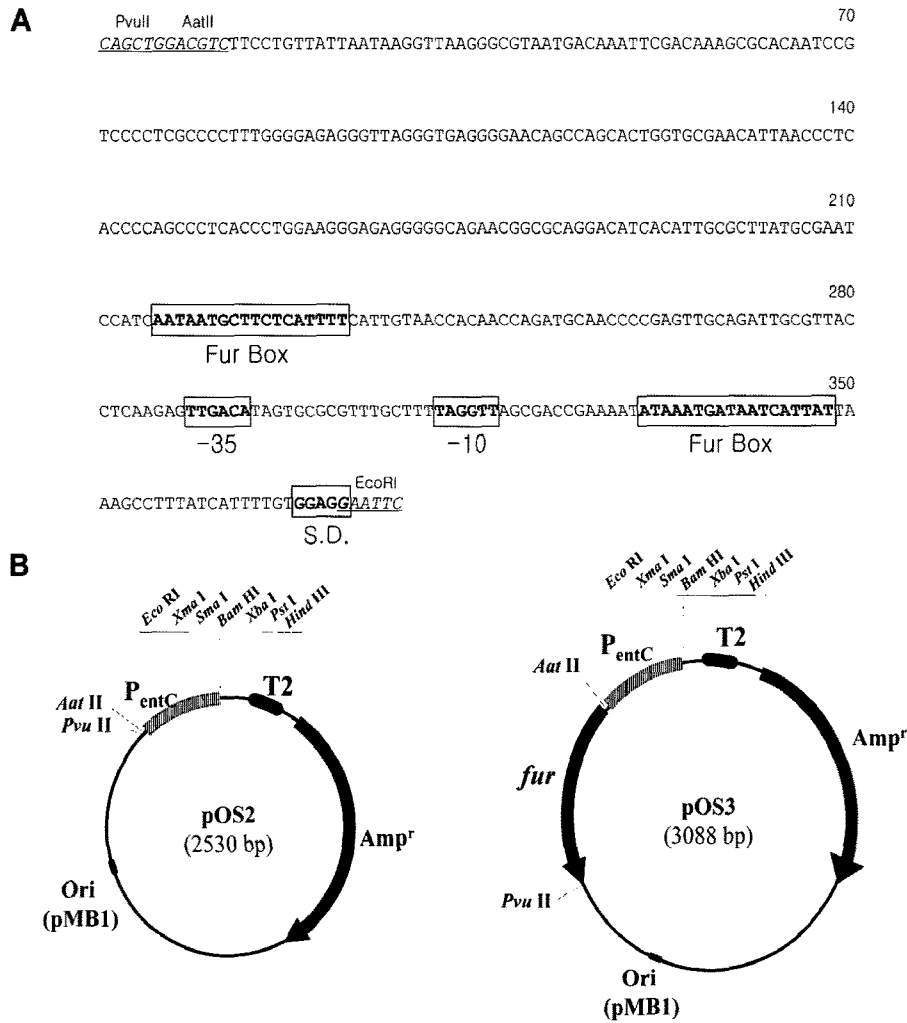 A
PvuII AatII
70
CAGCTGGACGTCTTCCTGTTATTAATAAGGTTAAGGGCGTAATGACAAATTCGACAAAGCGCACAATCCG
140
TCCCCTCGCCCCTTTGGGGAGAGGGTTAGGGTGAGGGGAACAGCCAGCACTGGTGCGAACATTAACCCTC
210
ACCCCAGCCCTCACCCTGGAAGGGAGAGGGGGCAGAACGGCGCAGGACATCACATTGCGCTTATGCGAAT
280
CCATCAATAATGCTTCTCATTTTCATTGTAACCACAACCAGATGCAACCCCGAGTTGCAGATTGCGTTAC
Fur Box
350
CTCAAGAGTTGACATAGTGCGCGTTTGCTTTTAGGTTAGCGACCGAAAATATAAATGATAATCATTATTA
-35 -10 Fur Box
EcoRI
AAGCCTTTATCATTTTGTGGAGGAATTC
S.D.
B
Eco RI
Xma I
Sma I
Bam HI
Xba I
Pst I
Hind III
PentC
T2
Aat II
Pvu II
pOS2
(2530 bp)
Ampr
Ori
(pMB1)
Eco RI
Xma I
Sma I
Bam HI
Xba I
Pst I
Hind III
PentC
T2
Aat II
Ampr
fur
pOS3
(3088 bp)
Pvu II
Ori
(pMB1)